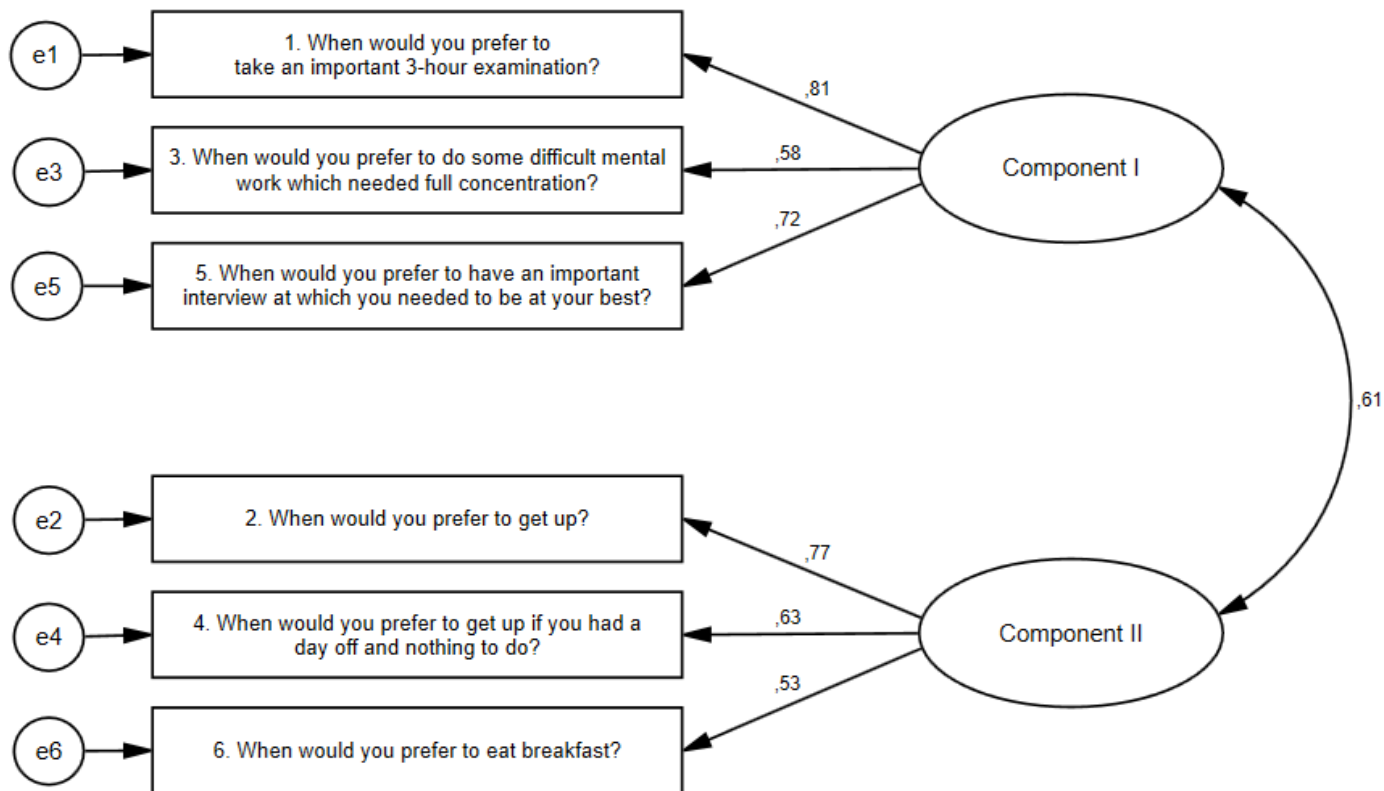 e1
1. When would you prefer to
take an important 3-hour examination?
,81
e3
3. When would you prefer to do some difficult mental
work which needed full concentration?
,58
Component I
e5
5. When would you prefer to have an important
interview at which you needed to be at your best?
,72
,61
e2
2. When would you prefer to get up?
,77
e4
4. When would you prefer to get up if you had a
day off and nothing to do?
,63
Component II
e6
6. When would you prefer to eat breakfast?
,53